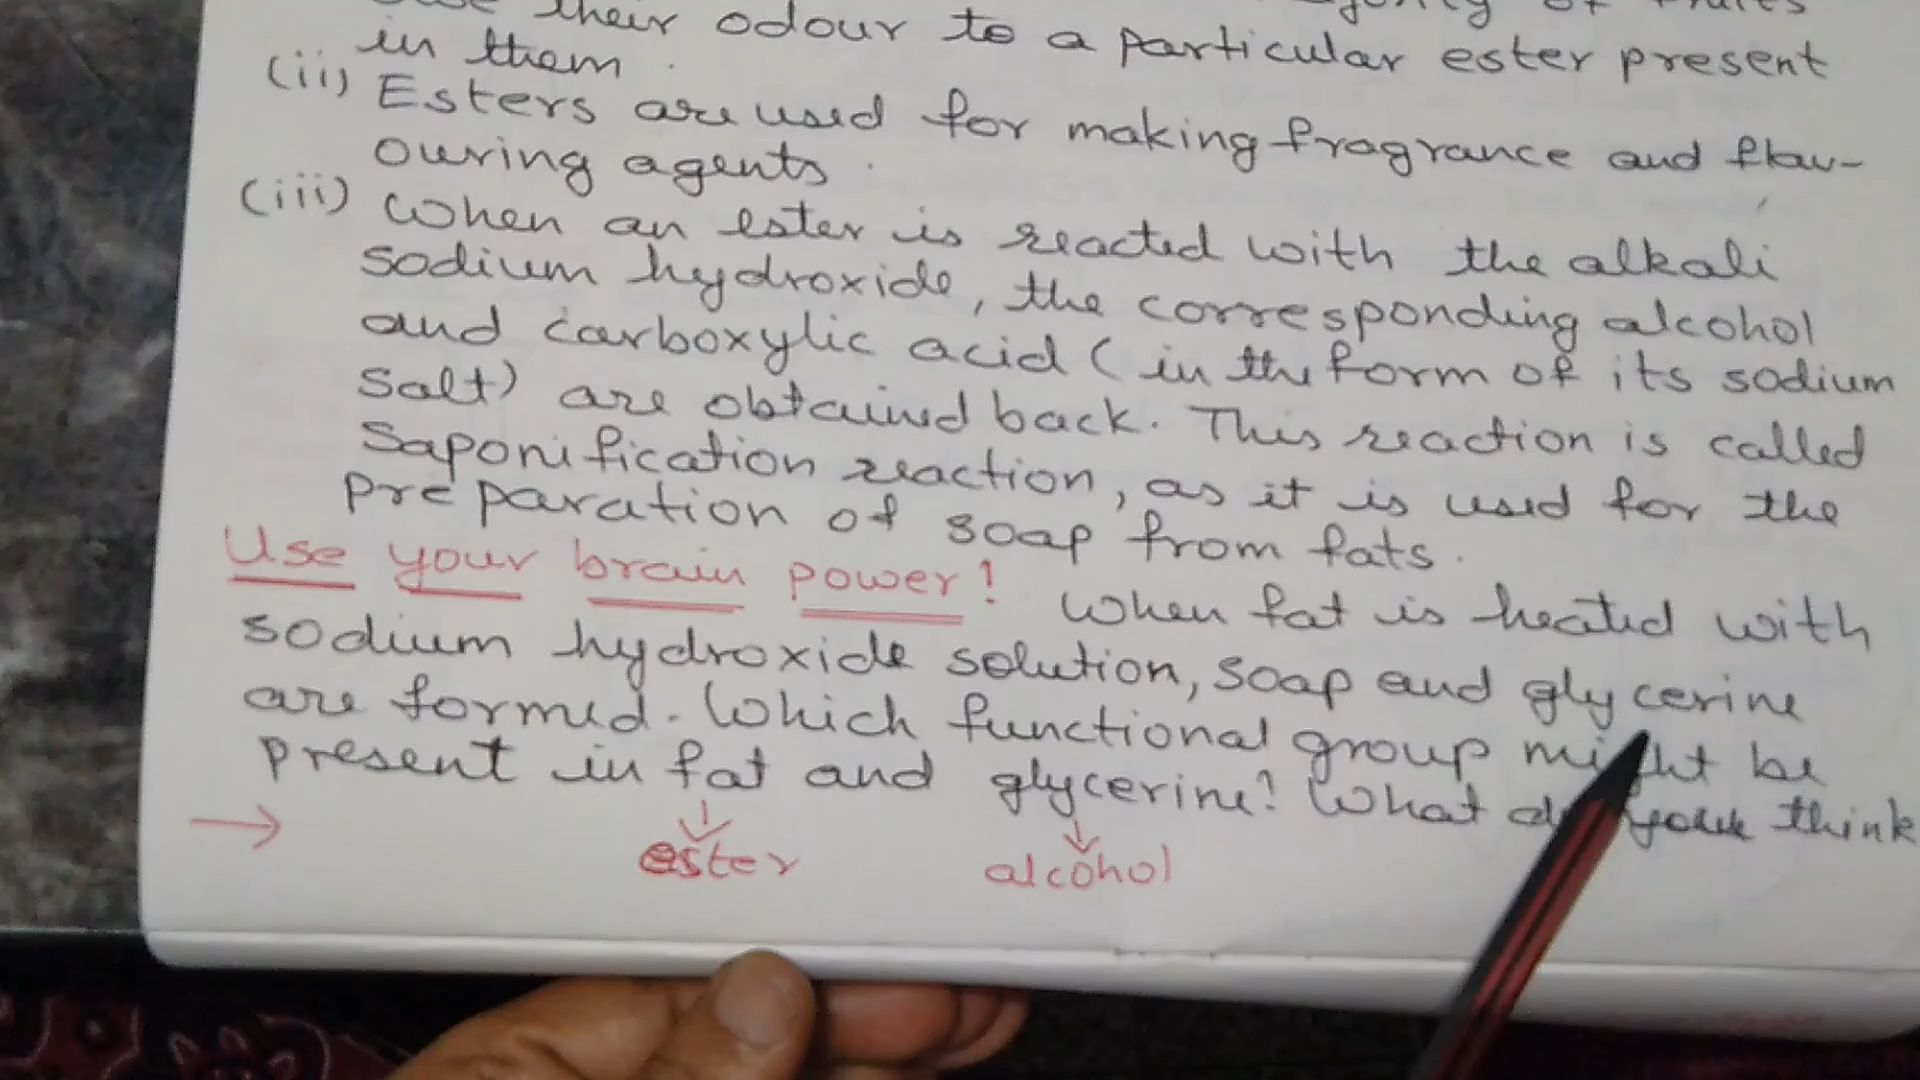 their odour to a particular ester present
in them.
(ii) Esters are used for making fragrance and flav-
ouring agents.
(iii) When an ester is reacted with the alkali
sodium hydroxide, the corresponding alcohol
and carboxylic acid (in the form of its sodium
salt) are obtained back. This reaction is called
Saponification reaction, as it is used for the
preparation of soap from fats.
Use your brain power! When fat is heated with
sodium hydroxide solution, soap and glycerine
are formed. Which functional group might be
present in fat and glycerine? What do you think
→ ester alcohol